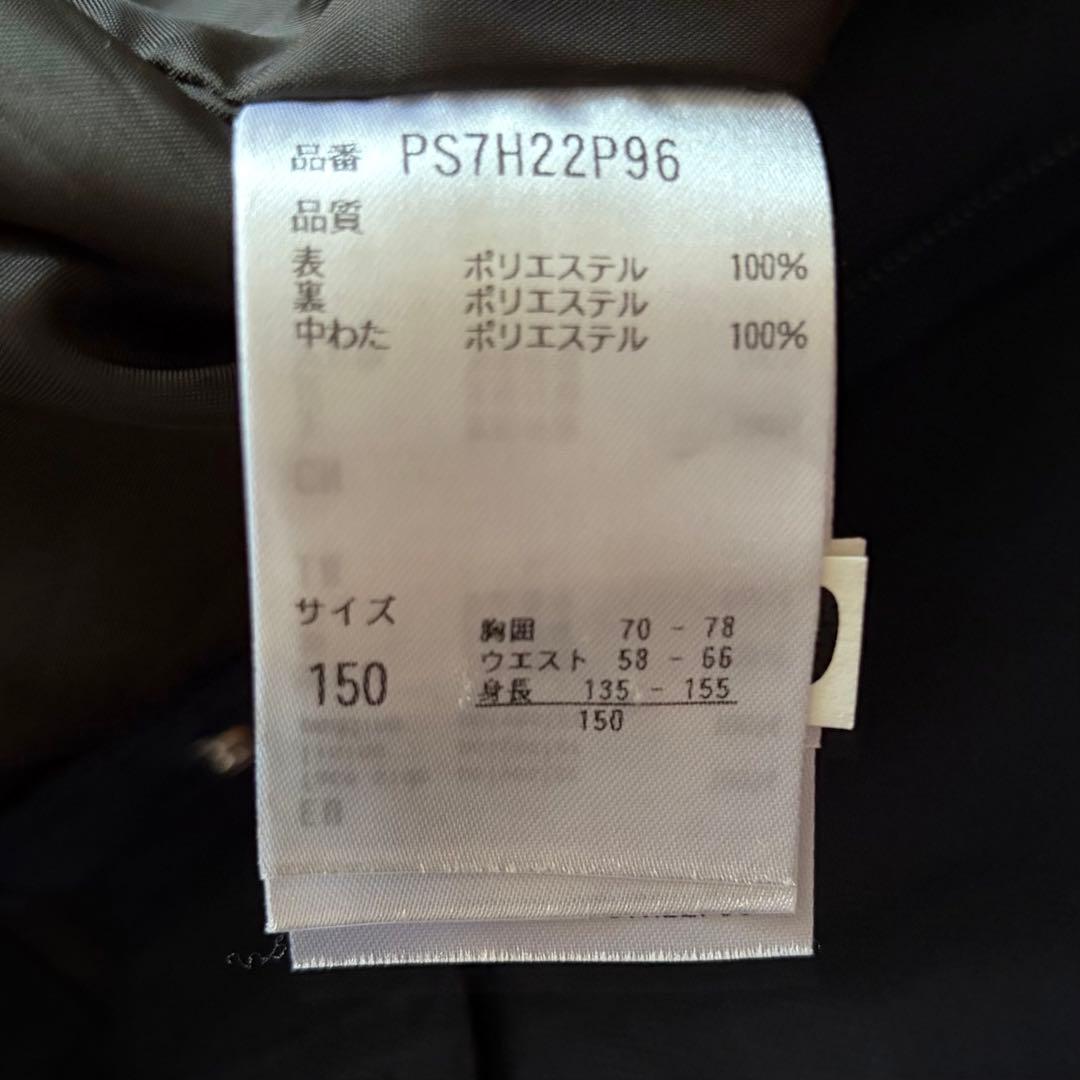 品番 PS7H22P96
品質
表 ポリエステル 100%
裏 ポリエステル
中わた ポリエステル 100%
CH
TW
サイズ
150
胸囲 70 - 78
ウエスト 58 - 66
身長 135 - 155
150